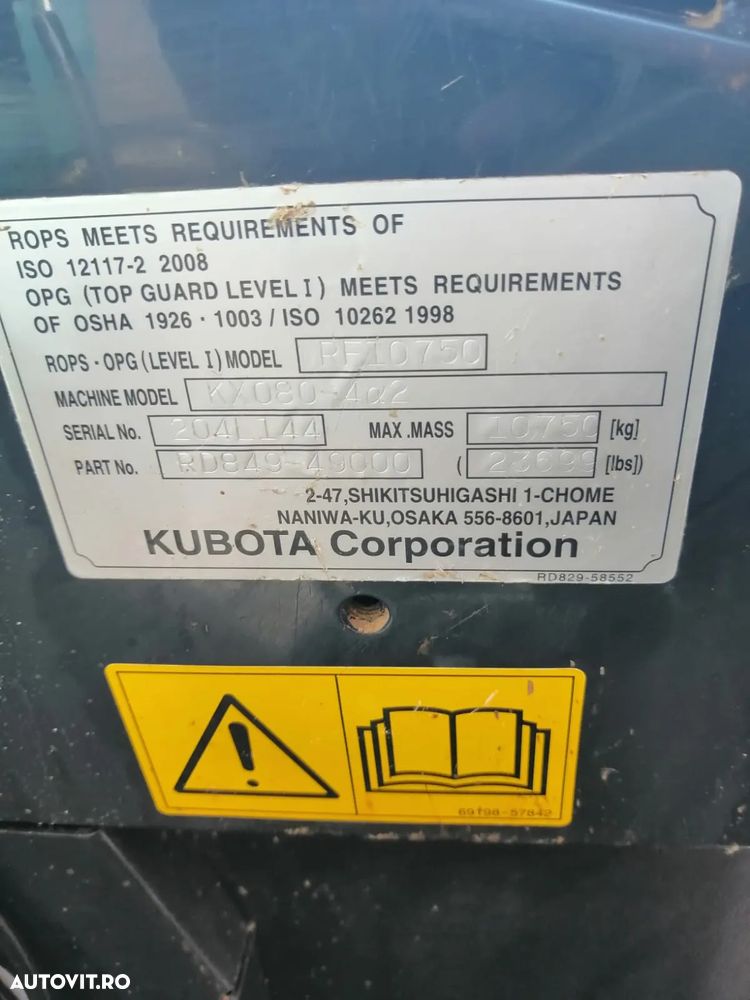 ROPS MEETS REQUIREMENTS OF
ISO 12117-2 2008
OPG (TOP GUARD LEVEL I) MEETS REQUIREMENTS
OF OSHA 1926・1003 / ISO 10262 1998
ROPS・OPG (LEVEL I) MODEL RF10750
MACHINE MODEL KX080-4α2
SERIAL No. 204L144 MAX .MASS 10750 [kg]
PART No. RD849-49000 ( 23699 [lbs])
2-47,SHIKITSUHIGASHI 1-CHOME
NANIWA-KU,OSAKA 556-8601,JAPAN
KUBOTA Corporation
RD829-58552
69198-57842
AUTOVIT.RO